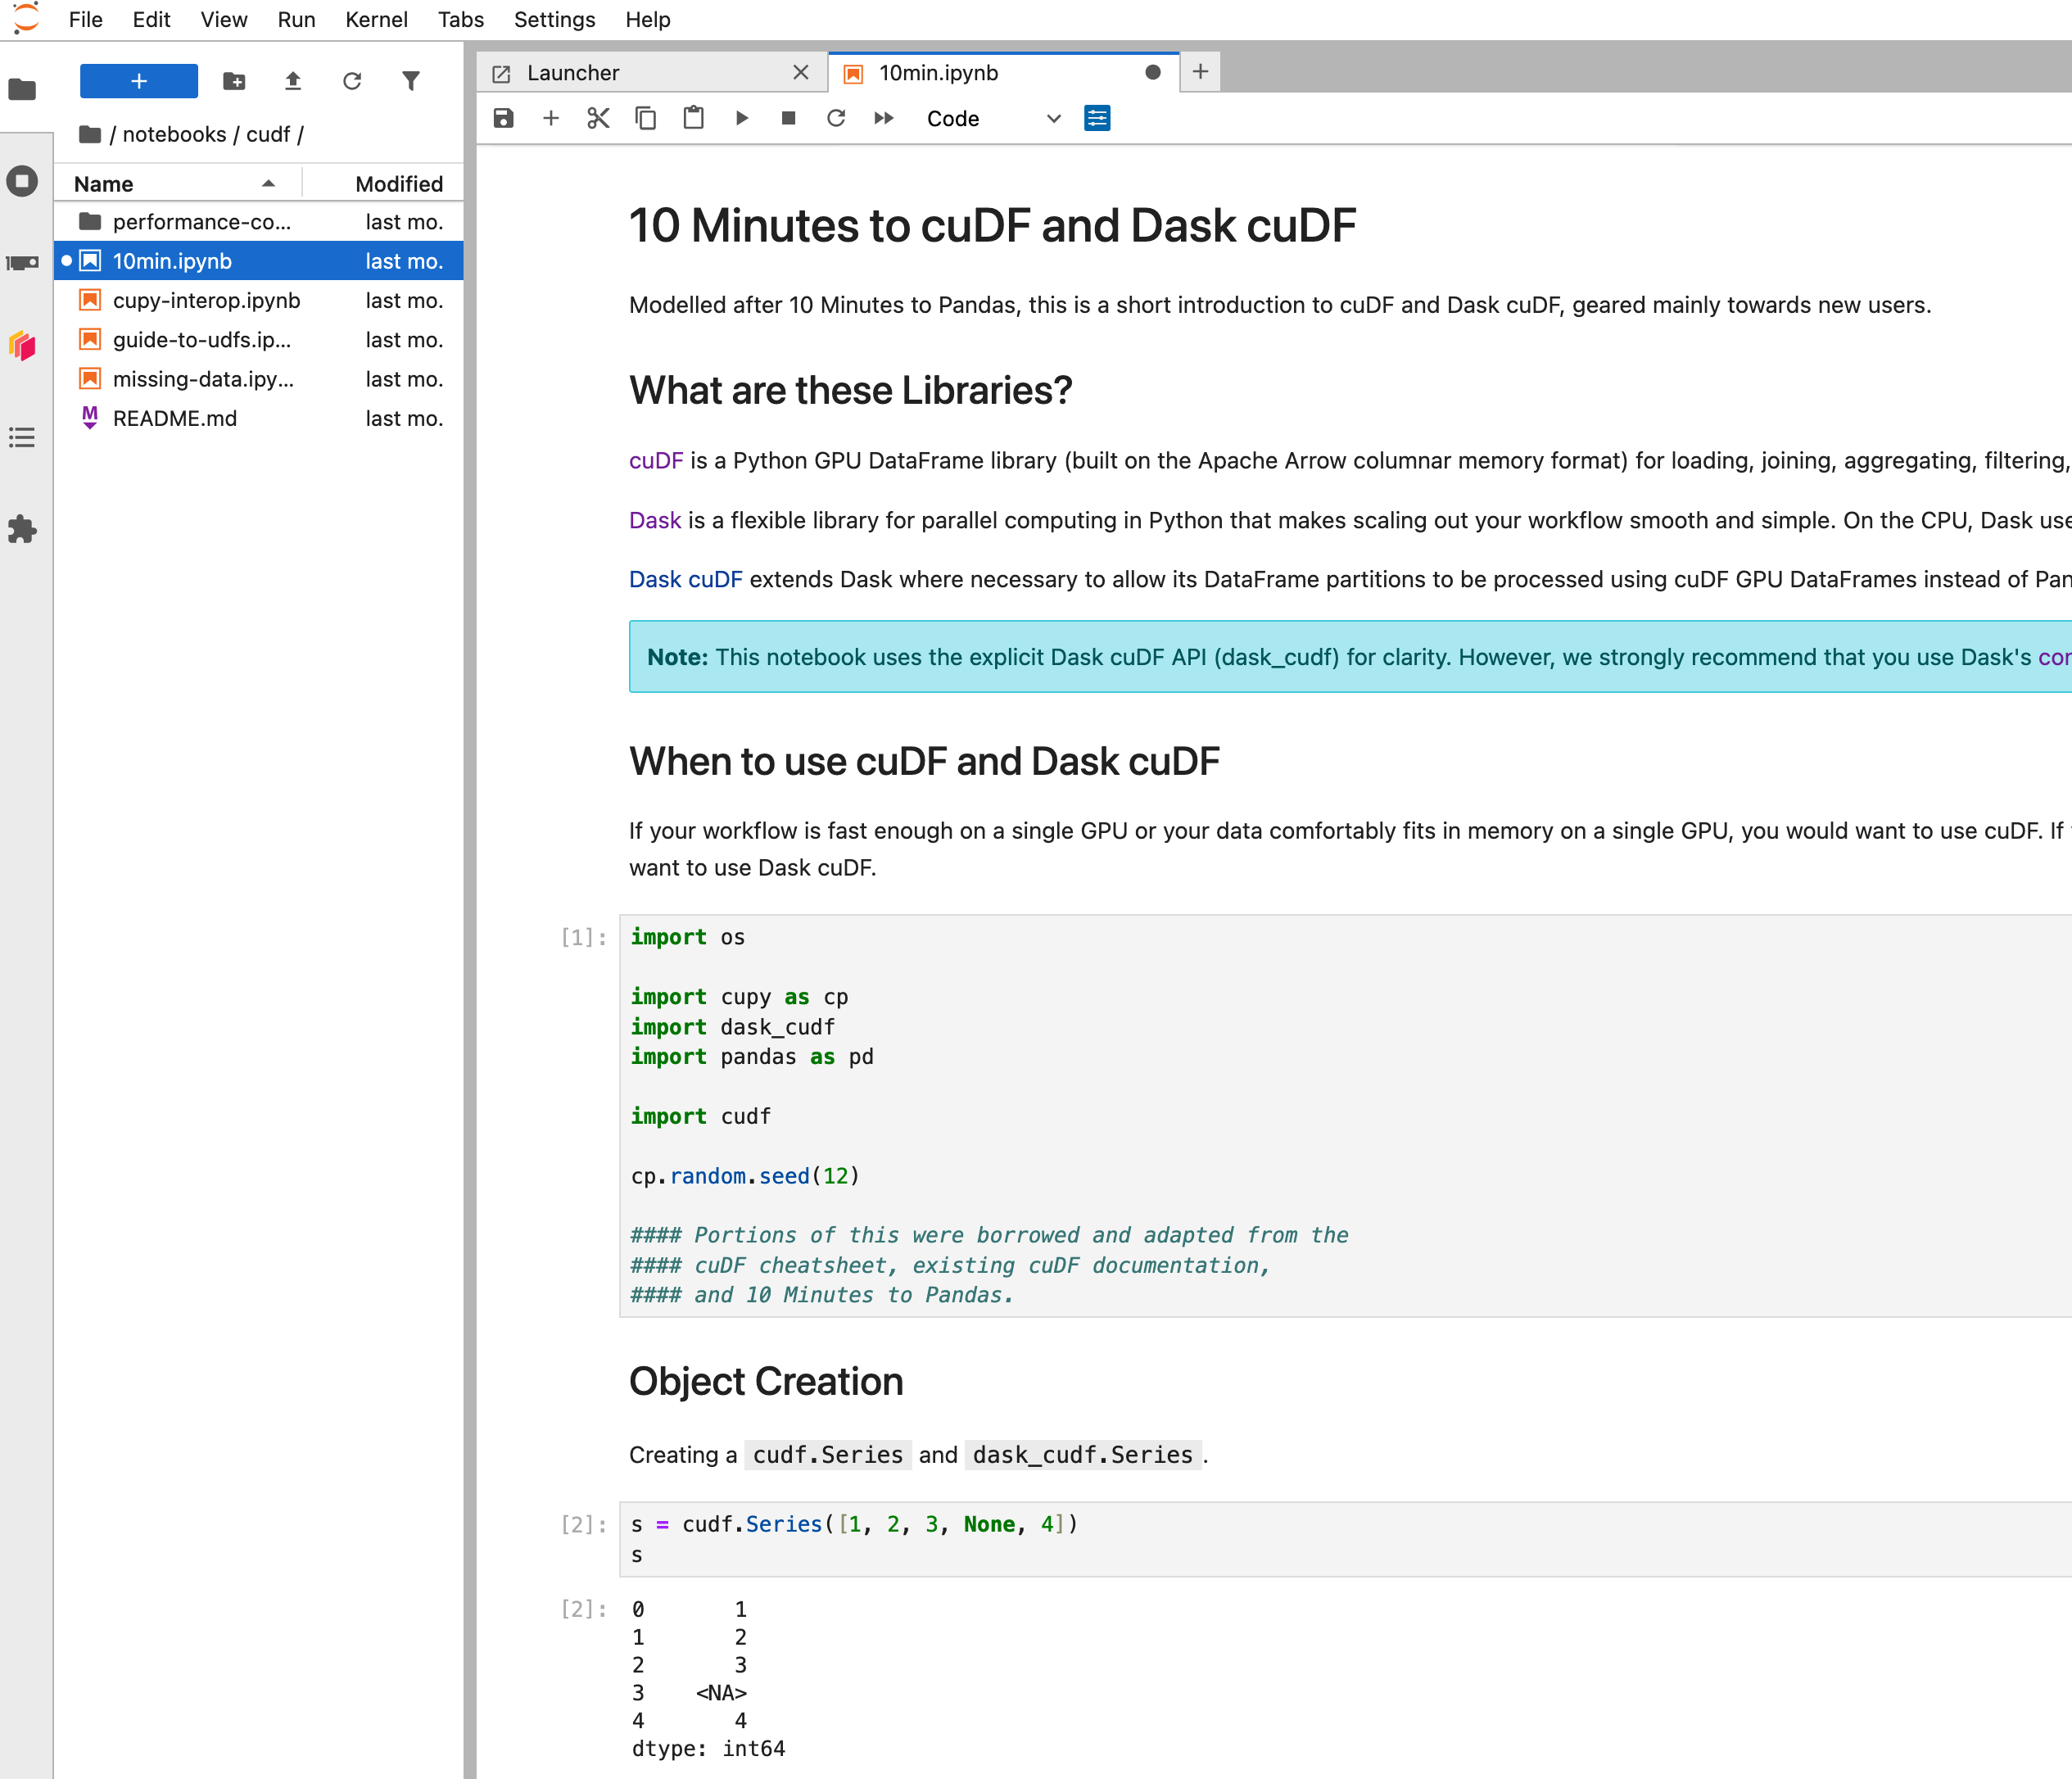 File Edit View Run Kernel Tabs Settings Help
+
/ notebooks / cudf /
Name Modified
performance-co... last mo.
10min.ipynb last mo.
cupy-interop.ipynb last mo.
guide-to-udfs.ip... last mo.
missing-data.ipy... last mo.
M README.md last mo.
Launcher
10min.ipynb
Code
10 Minutes to cuDF and Dask cuDF
Modelled after 10 Minutes to Pandas, this is a short introduction to cuDF and Dask cuDF, geared mainly towards new users.
What are these Libraries?
cuDF is a Python GPU DataFrame library (built on the Apache Arrow columnar memory format) for loading, joining, aggregating, filtering,
Dask is a flexible library for parallel computing in Python that makes scaling out your workflow smooth and simple. On the CPU, Dask use
Dask cuDF extends Dask where necessary to allow its DataFrame partitions to be processed using cuDF GPU DataFrames instead of Pan
Note: This notebook uses the explicit Dask cuDF API (dask_cudf) for clarity. However, we strongly recommend that you use Dask's
When to use cuDF and Dask cuDF
If your workflow is fast enough on a single GPU or your data comfortably fits in memory on a single GPU, you would want to use cuDF. If
want to use Dask cuDF.
[1]:
import os
import cupy as cp
import dask_cudf
import pandas as pd
import cudf
cp.random.seed(12)
#### Portions of this were borrowed and adapted from the
#### cuDF cheatsheet, existing cuDF documentation,
#### and 10 Minutes to Pandas.
Object Creation
Creating a cudf.Series and dask_cudf.Series.
[2]: s = cudf.Series([1, 2, 3, None, 4])
s
[2]: 0 1
1 2
2 3
3 <NA>
4 4
dtype: int64